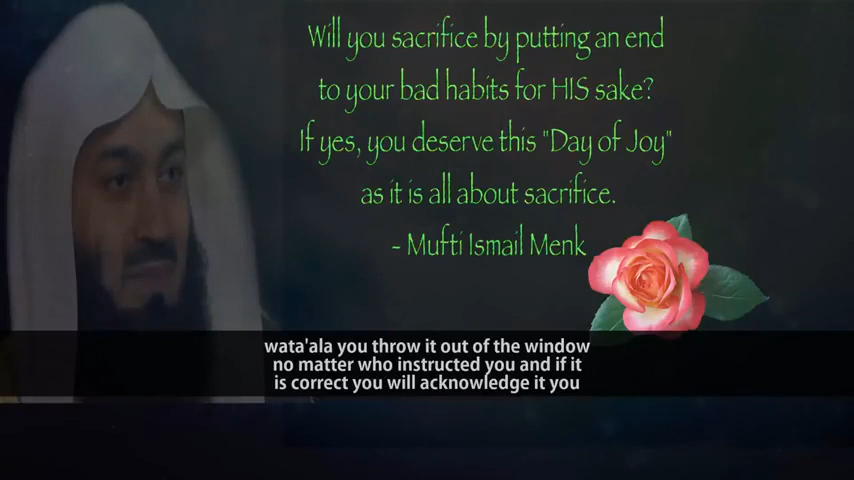 Will you sacrifice by putting an end
to your bad habits for HIS sake?
If yes, you deserve this "Day of Joy"
as it is all about sacrifice.
- Mufti Ismail Menk
wata'ala you throw it out of the window
no matter who instructed you and if it
is correct you will acknowledge it you